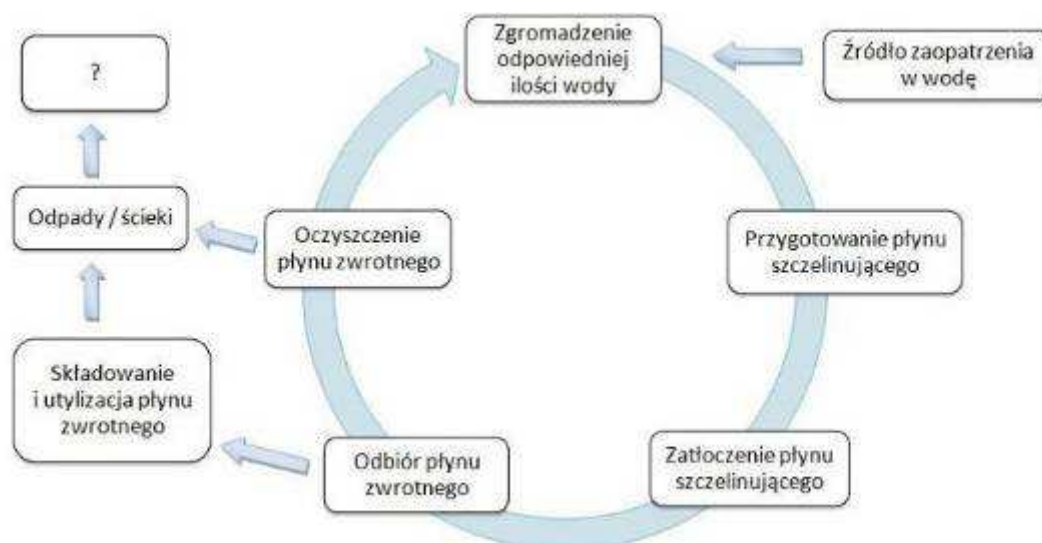 Zgromadzenie
odpowiedniej
ilości wody
Źródło zaopatrzenia
w wodę
?
Odpady / ścieki
Oczyszczenie
płynu zwrotnego
Przygotowanie płynu
szczelinującego
Składowanie
i utylizacja płynu
zwrotnego
Odbiór płynu
zwrotnego
Zatłoczenie płynu
szczelinującego